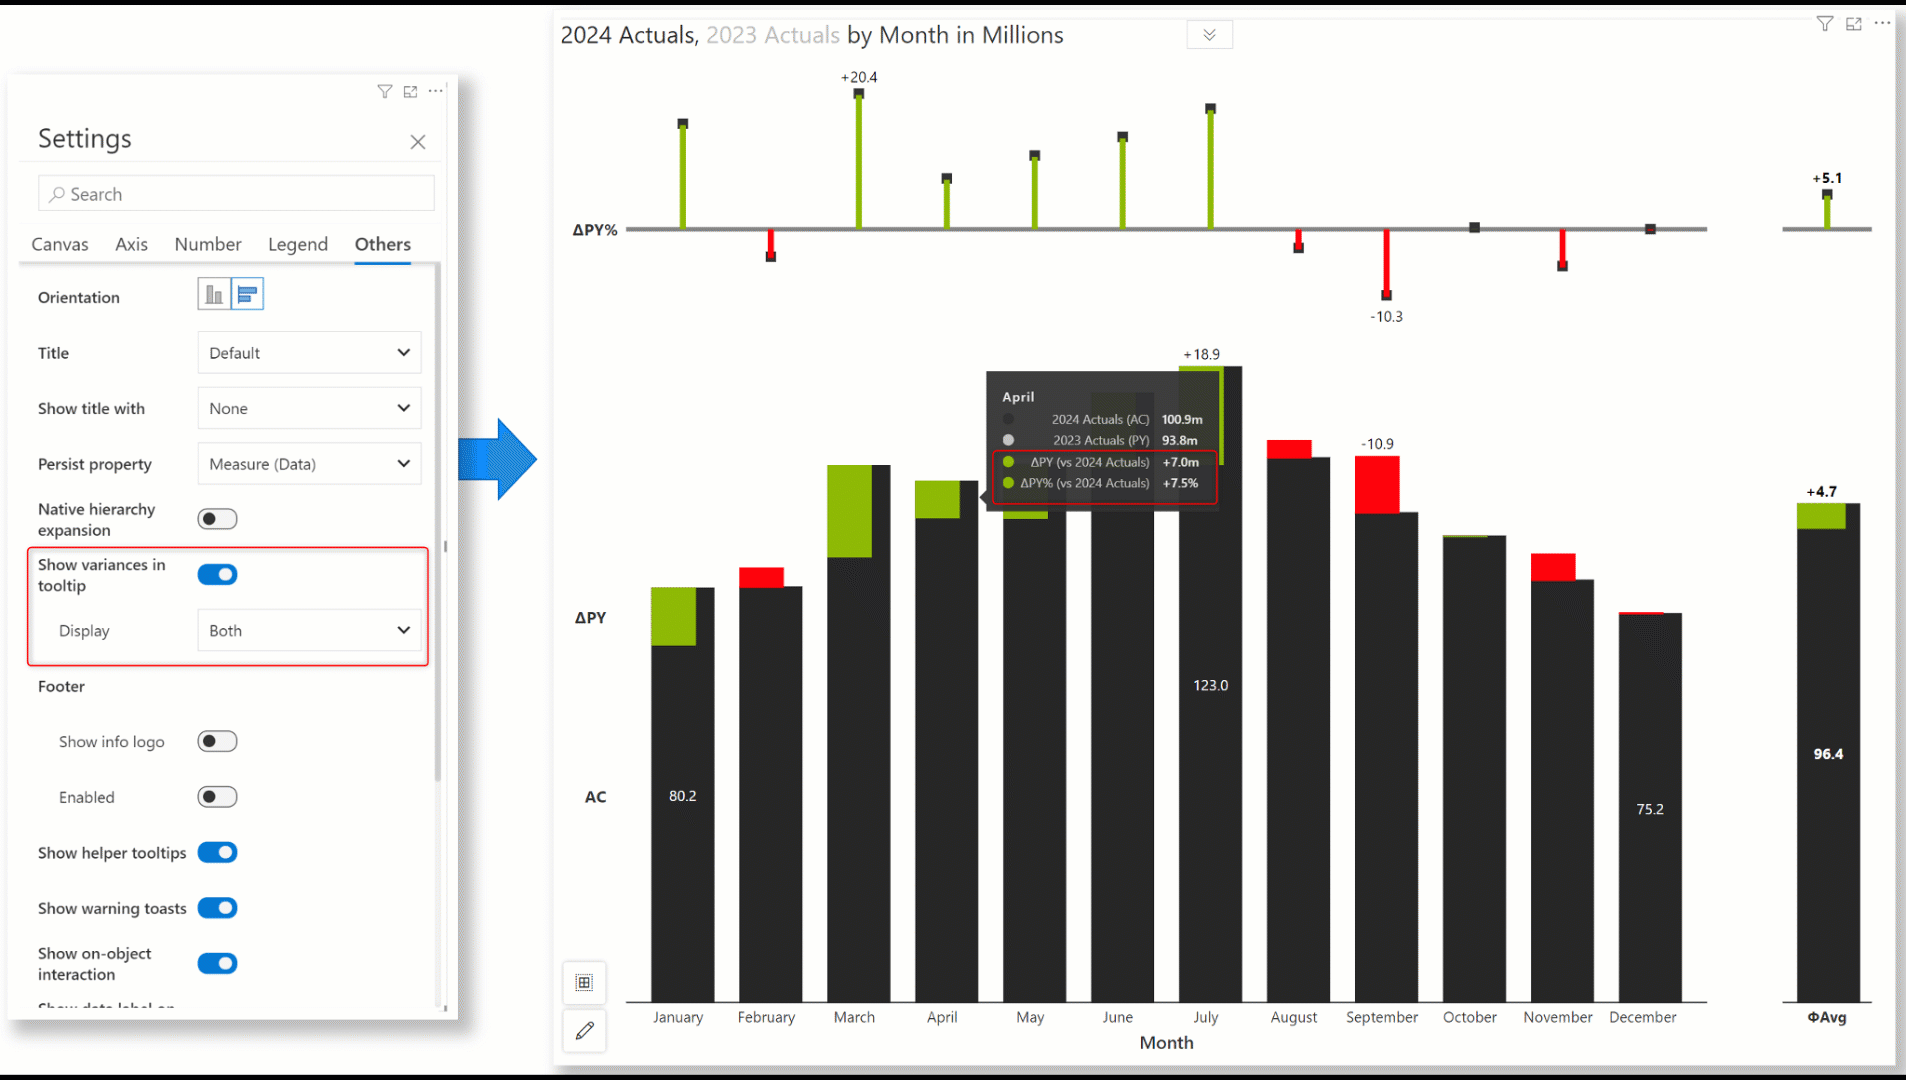 Settings
Search
Canvas Axis Number Legend Others
Orientation
Title Default
Show title with None
Persist property Measure (Data)
Native hierarchy
expansion
Show variances in
tooltip
Display Both
Footer
Show info logo
Enabled
Show helper tooltips
Show warning toasts
Show on-object
interaction
2024 Actuals, 2023 Actuals by Month in Millions
+20.4
+5.1
ΔPY%
-10.3
+18.9
April
2024 Actuals (AC) 100.9m
2023 Actuals (PY) 93.8m
ΔPY (vs 2024 Actuals) +7.0m
ΔPY% (vs 2024 Actuals) +7.5%
-10.9
+4.7
ΔPY
123.0
96.4
AC
80.2
75.2
January February March April May June July August September October November December ΦAvg
Month